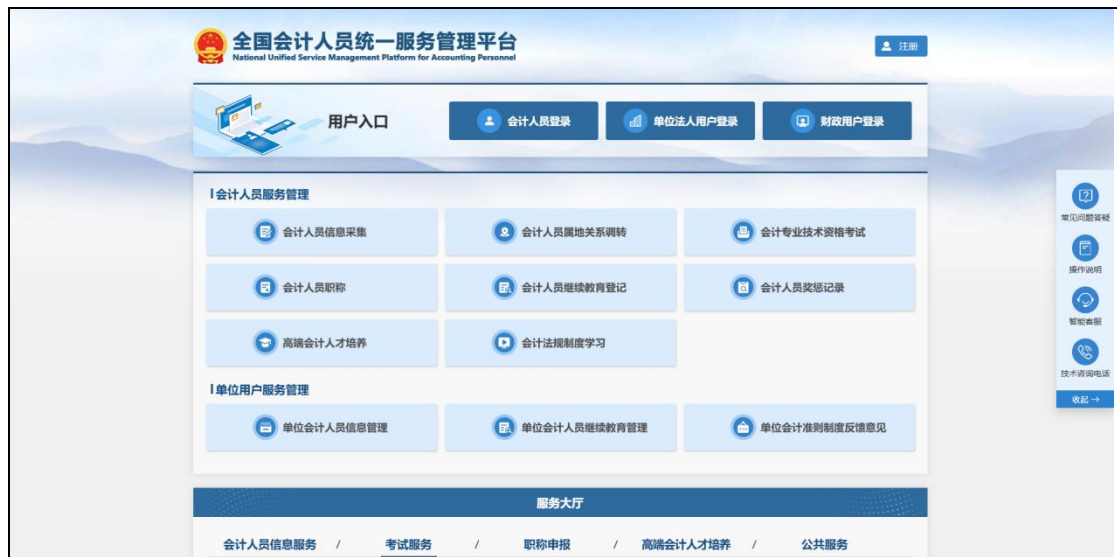 全国会计人员统一服务管理平台
National Unified Service Management Platform for Accounting Personnel
注册
用户入口
会计人员登录
单位法人用户登录
财政用户登录
会计人员服务管理
会计人员信息采集
会计人员属地关系调转
会计专业技术资格考试
会计人员职称
会计人员继续教育登记
会计人员奖惩记录
高端会计人才培养
会计法规制度学习
单位用户服务管理
单位会计人员信息管理
单位会计人员继续教育管理
单位会计准则制度反馈意见
服务大厅
会计人员信息服务 / 考试服务 / 职称申报 / 高端会计人才培养 / 公共服务
常见问题答疑
操作说明
智能客服
技术咨询电话
收起→